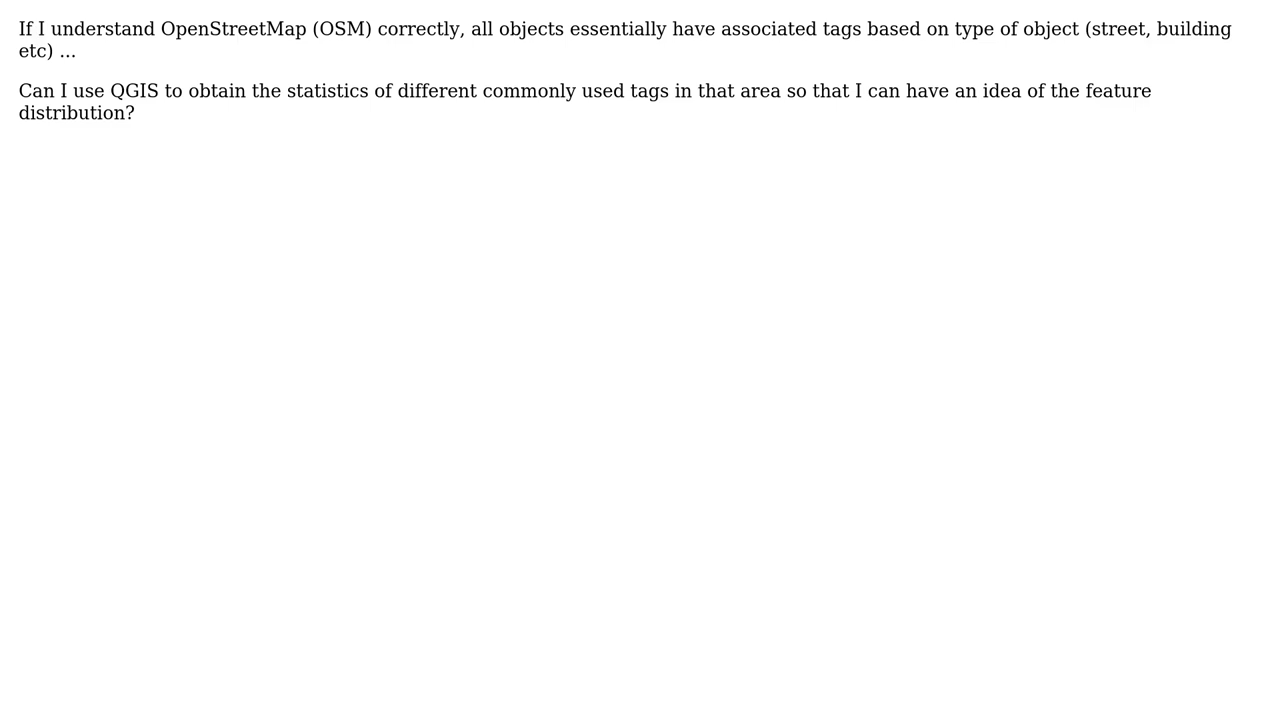 If I understand OpenStreetMap (OSM) correctly, all objects essentially have associated tags based on type of object (street, building
etc) ...
Can I use QGIS to obtain the statistics of different commonly used tags in that area so that I can have an idea of the feature
distribution?